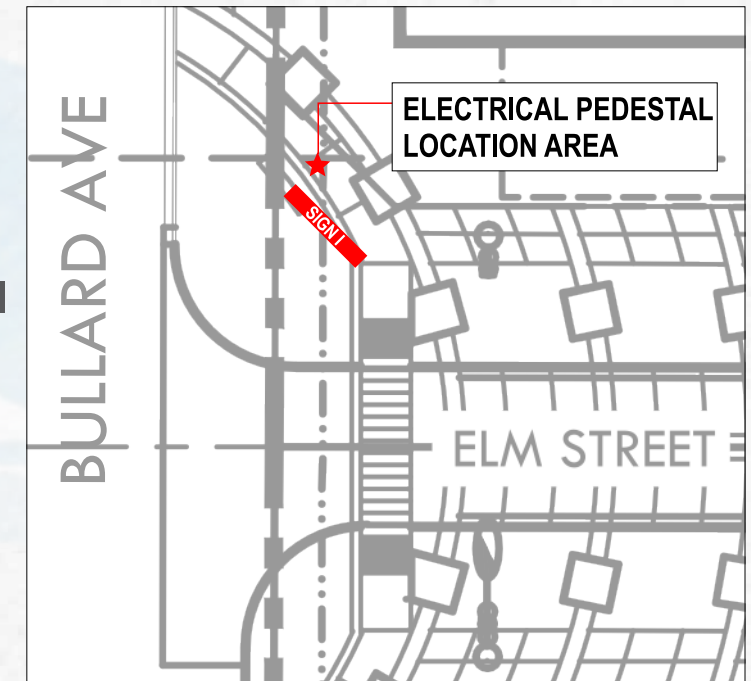 BULLARD AVE
ELECTRICAL PEDESTAL
LOCATION AREA
SIGN I
ELM STREET